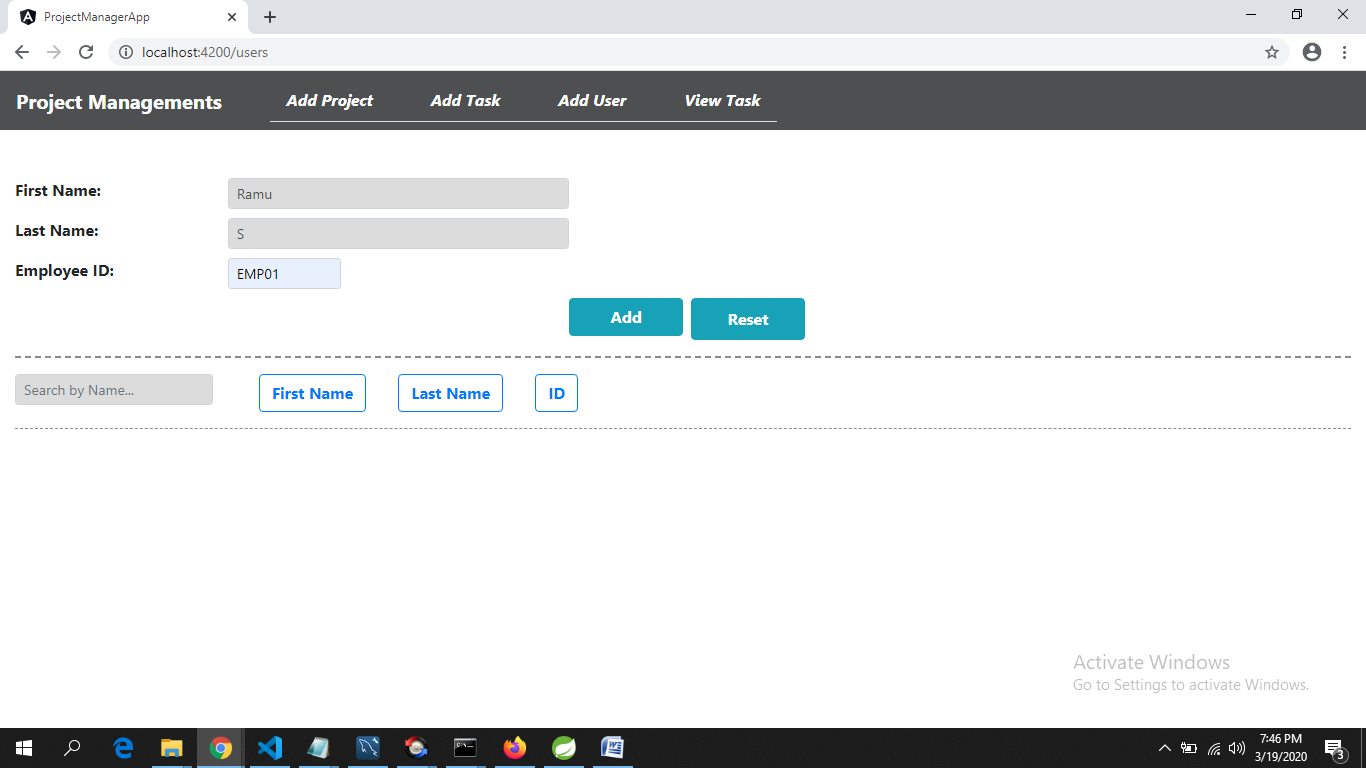 ProjectManagerApp
localhost:4200/users
Project Managements Add Project Add Task Add User View Task
First Name: Ramu
Last Name: S
Employee ID: EMP01
Add Reset
Search by Name... First Name Last Name ID
Activate Windows
Go to Settings to activate Windows.
7:46 PM
3/19/2020
3